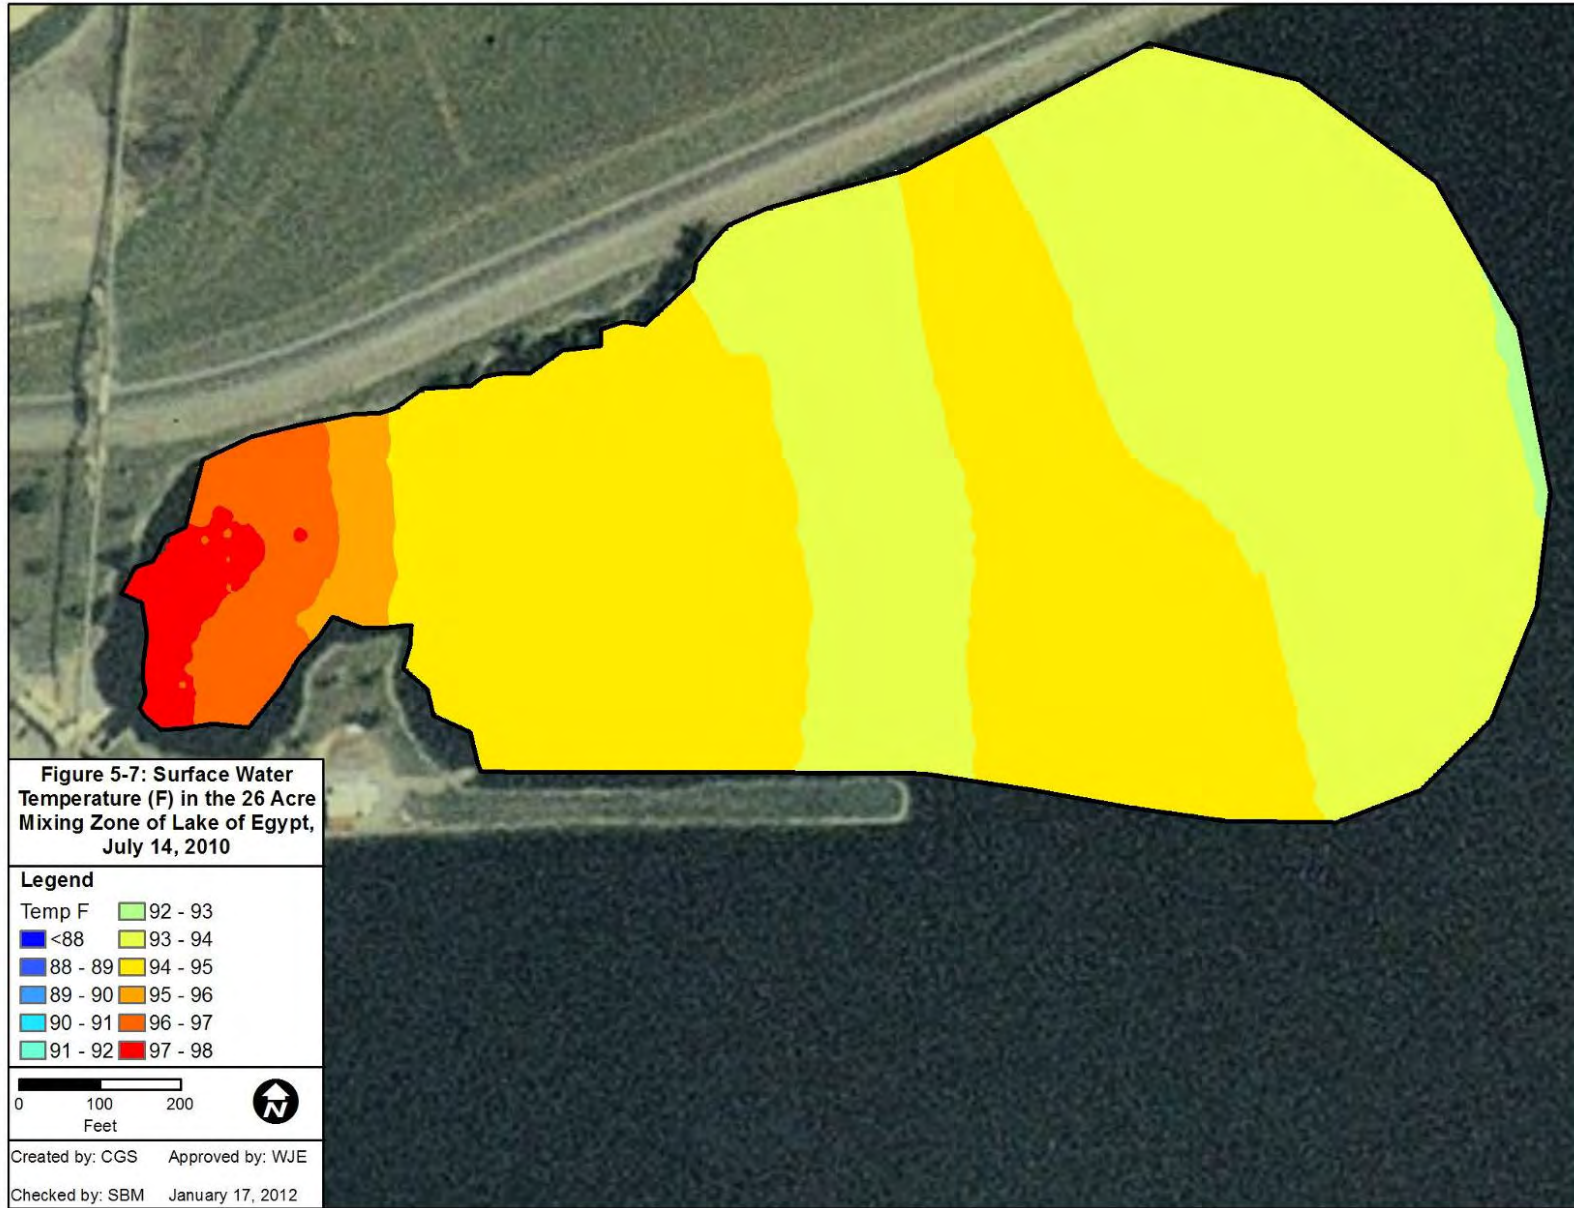 Figure 5-7: Surface Water
Temperature (F) in the 26 Acre
Mixing Zone of Lake of Egypt,
July 14, 2010
Legend
Temp F
<88
88 - 89
89 - 90
90 - 91
91 - 92
92 - 93
93 - 94
94 - 95
95 - 96
96 - 97
97 - 98
0 100 200
Feet
N
Created by: CGS Approved by: WJE
Checked by: SBM January 17, 2012